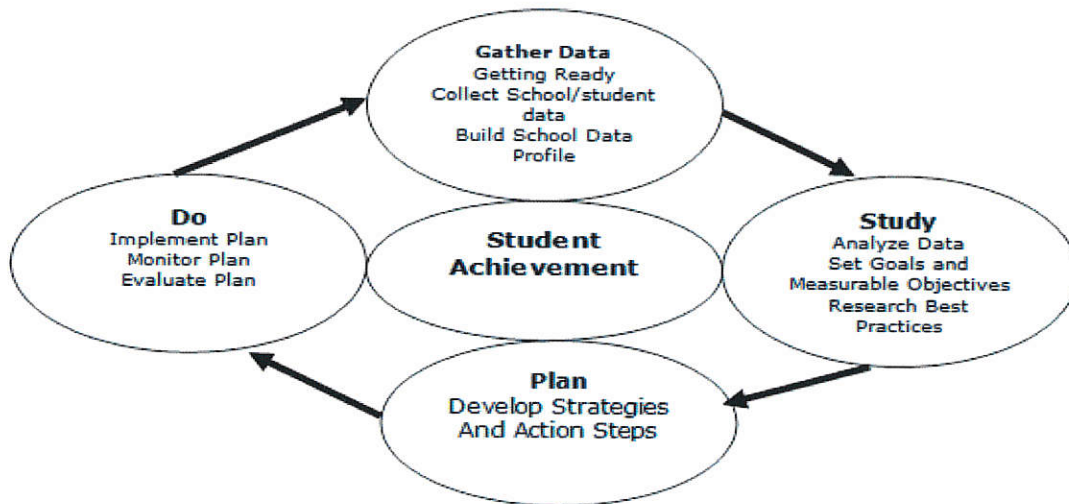 Gather Data
Getting Ready
Collect School/student
data
Build School Data
Profile
Do
Implement Plan
Monitor Plan
Evaluate Plan
Student
Achievement
Study
Analyze Data
Set Goals and
Measurable Objectives
Research Best
Practices
Plan
Develop Strategies
And Action Steps